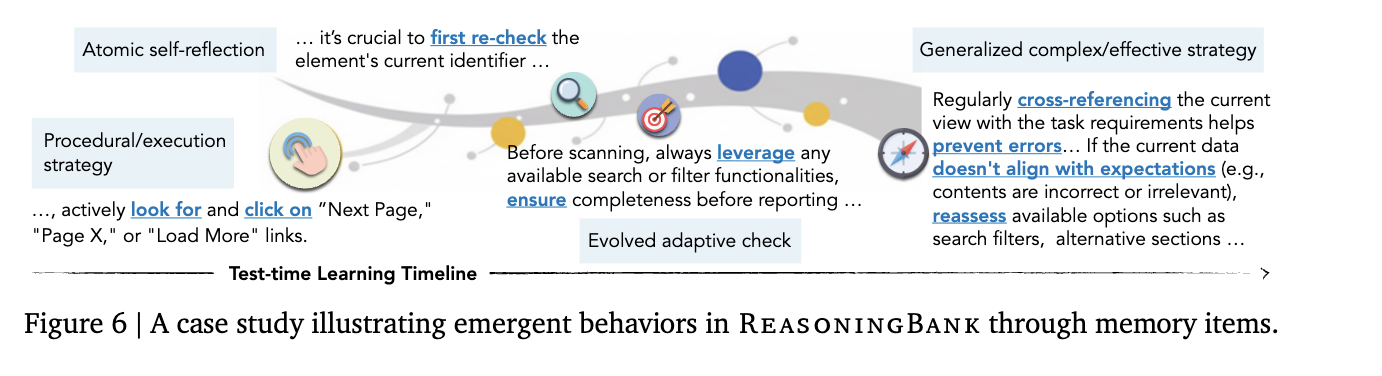 Atomic self-reflection
… it's crucial to first re-check the
element's current identifier …
Generalized complex/effective strategy
Procedural/execution
strategy
…, actively look for and click on "Next Page,"
"Page X," or "Load More" links.
Before scanning, always leverage any
available search or filter functionalities,
ensure completeness before reporting …
Evolved adaptive check
Regularly cross-referencing the current
view with the task requirements helps
prevent errors… If the current data
doesn't align with expectations (e.g.,
contents are incorrect or irrelevant),
reassess available options such as
search filters, alternative sections …
Test-time Learning Timeline
Figure 6 | A case study illustrating emergent behaviors in REASONINGBANK through memory items.